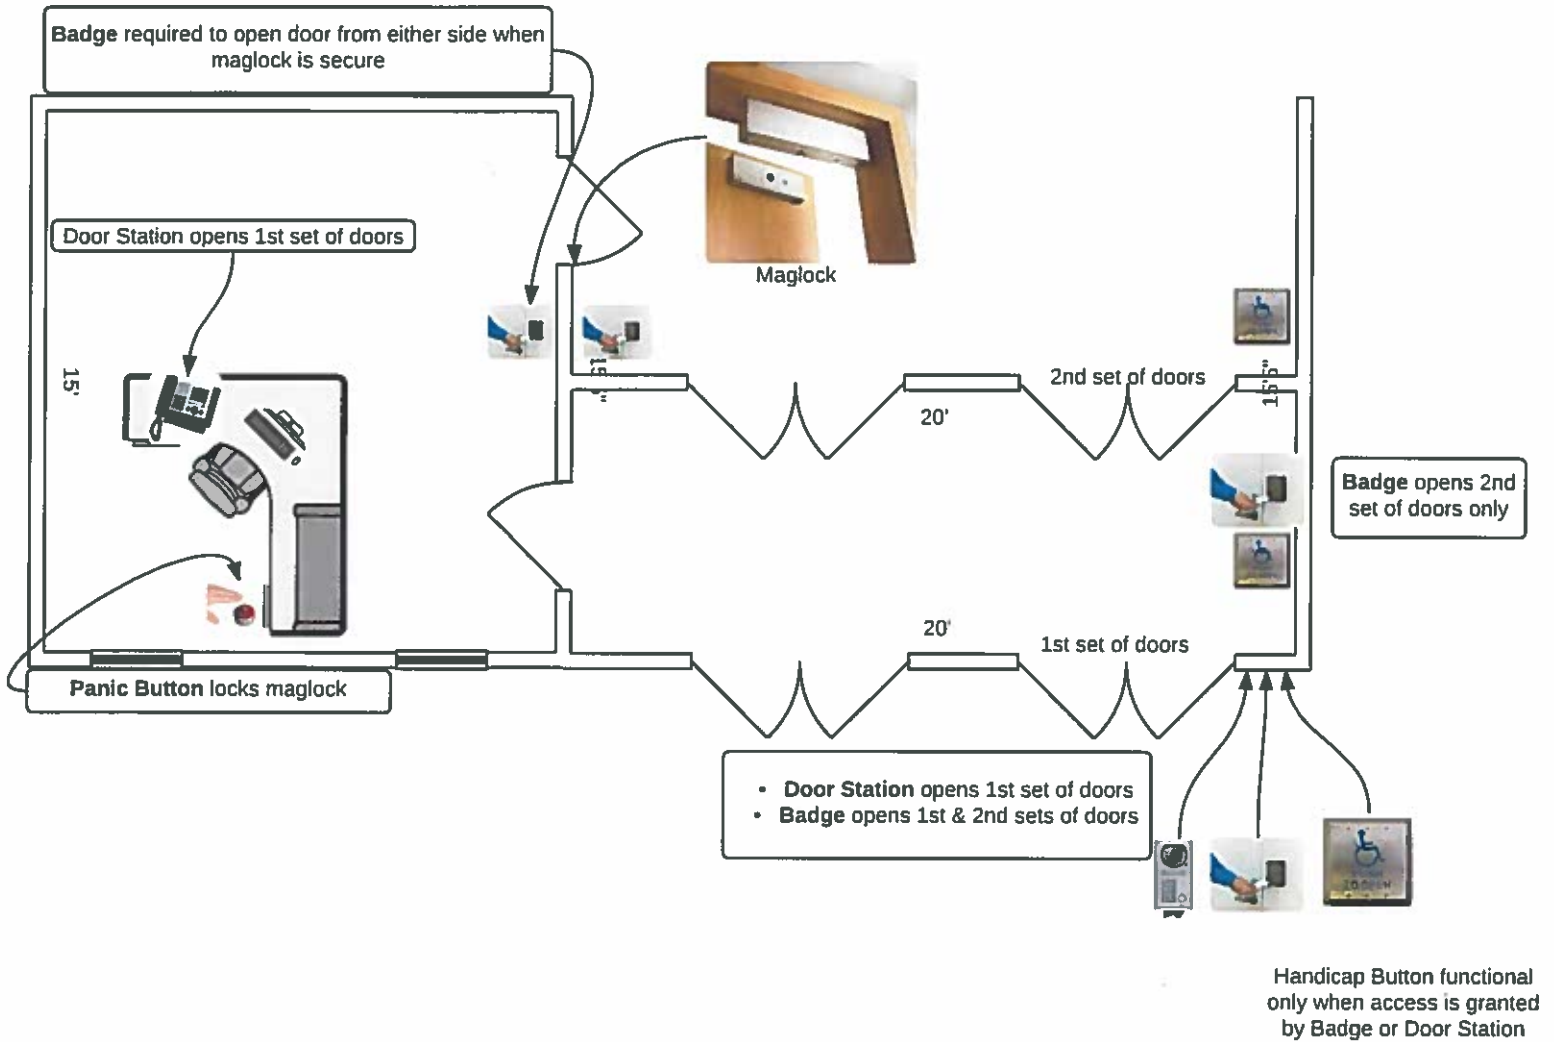 Badge required to open door from either side when
maglock is secure
Door Station opens 1st set of doors
Maglock
15'
2nd set of doors
20'
15'5"
Badge opens 2nd
set of doors only
20'
1st set of doors
Panic Button locks maglock
• Door Station opens 1st set of doors
• Badge opens 1st & 2nd sets of doors
Handicap Button functional
only when access is granted
by Badge or Door Station